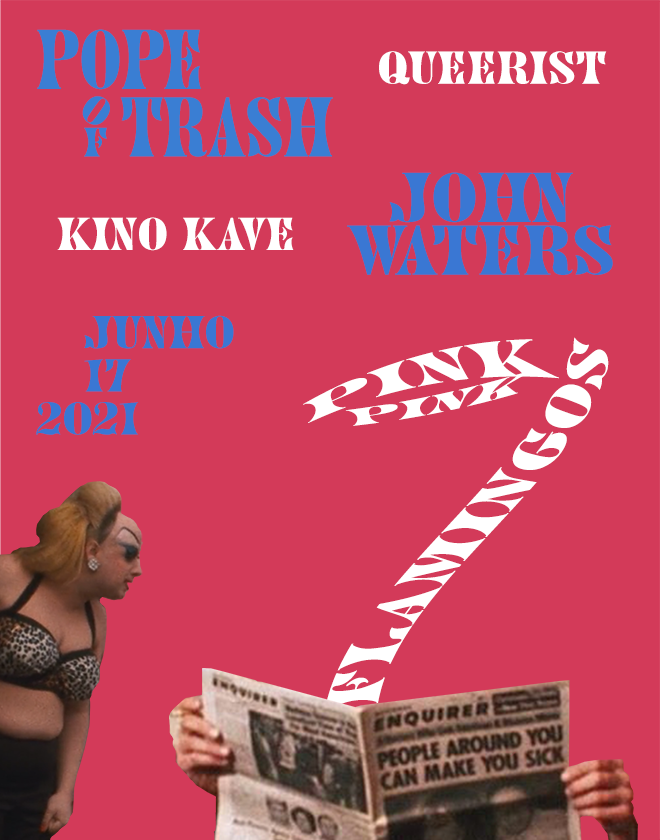 POPE
OF TRASH
QUEERIST
JOHN
WATERS
KINO KAVE
JUNHO
17
2021
PINK
PINK
FLAMINGOS
ENQUIRER
ENQUIRER
PEOPLE AROUND YOU
CAN MAKE YOU SICK